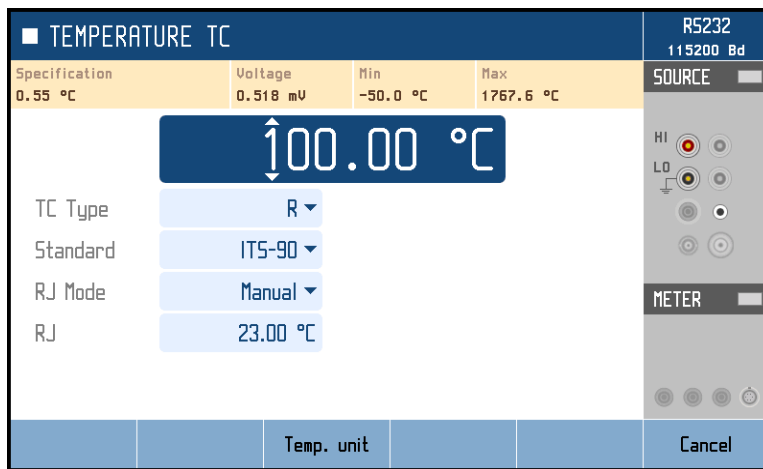 TEMPERATURE TC
RS232
115200 Bd
Specification Voltage Min Max
0.55 °C 0.518 mV -50.0 °C 1767.6 °C
SOURCE
100.00 °C
HI
LO
TC Type R
Standard ITS-90
RJ Mode Manual
RJ 23.00 °C
METER
Temp. unit Cancel